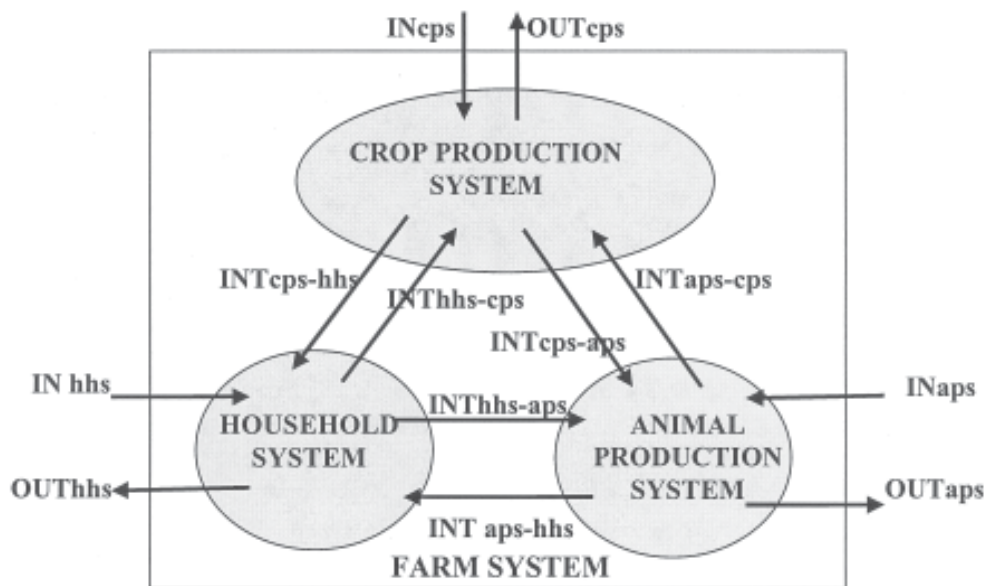 INcps
OUTcps
CROP PRODUCTION
SYSTEM
INTcps-hhs
INThhs-cps
INTaps-cps
INTcps-aps
IN hhs
INaps
INThhs-aps
HOUSEHOLD
SYSTEM
ANIMAL
PRODUCTION
SYSTEM
OUThhs
OUTaps
INT aps-hhs
FARM SYSTEM